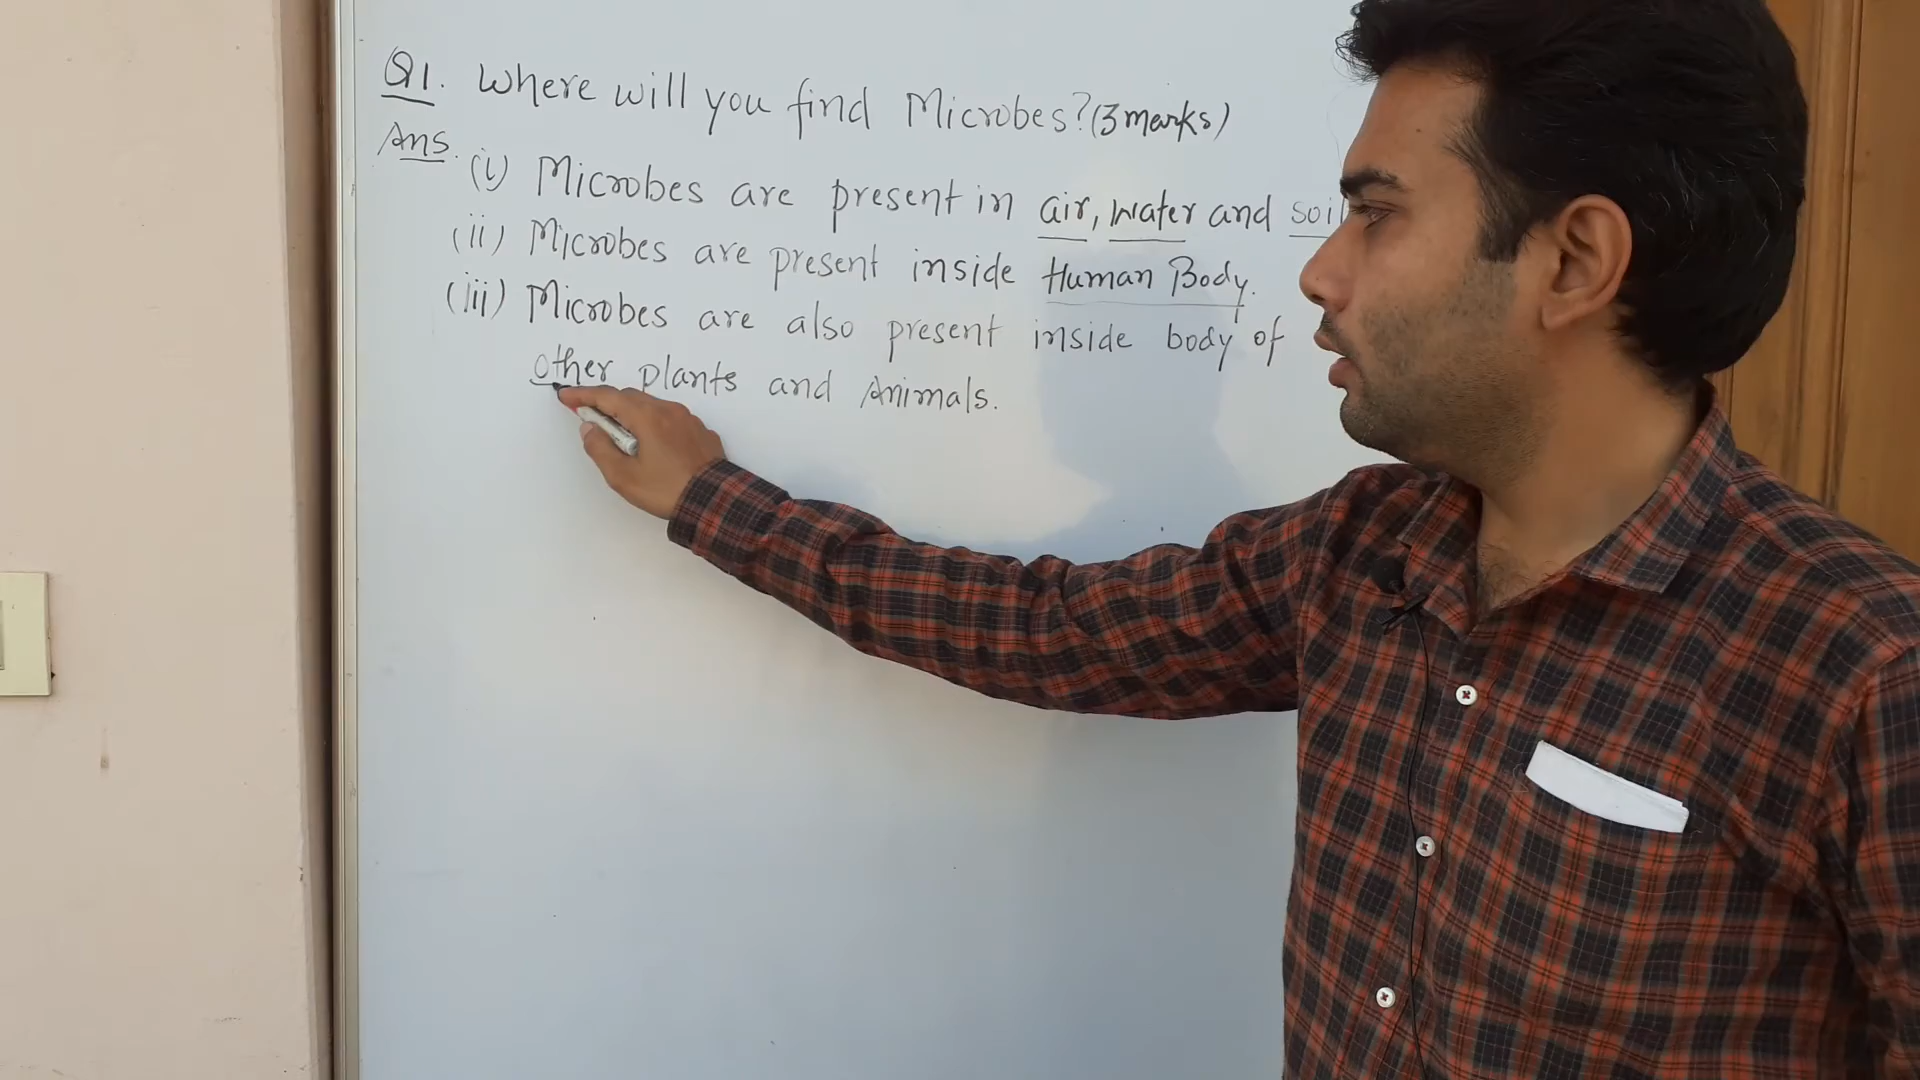 Q1. Where will you find Microbes? (3 marks)
Ans.
(i) Microbes are present in air, water and soil
(ii) Microbes are present inside Human Body.
(iii) Microbes are also present inside body of
other plants and Animals.